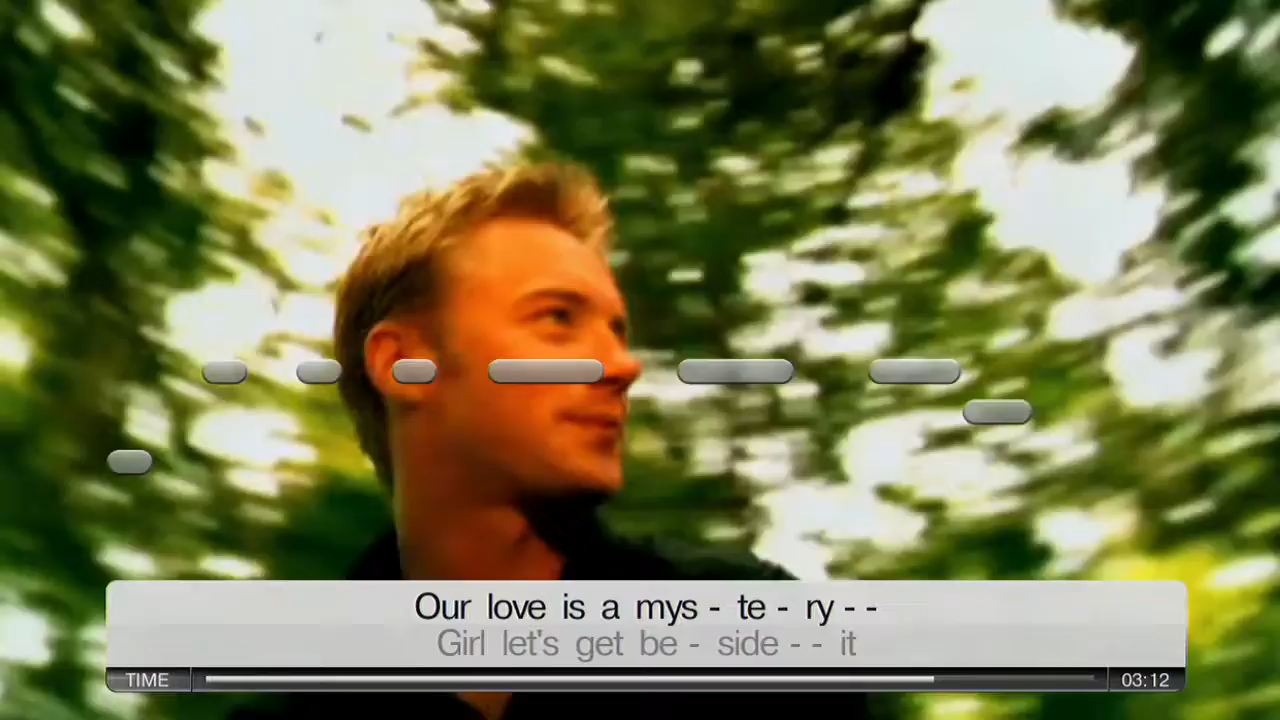 Our love is a mys - te - ry - -
Girl let's get be - side - - it
TIME 03:12